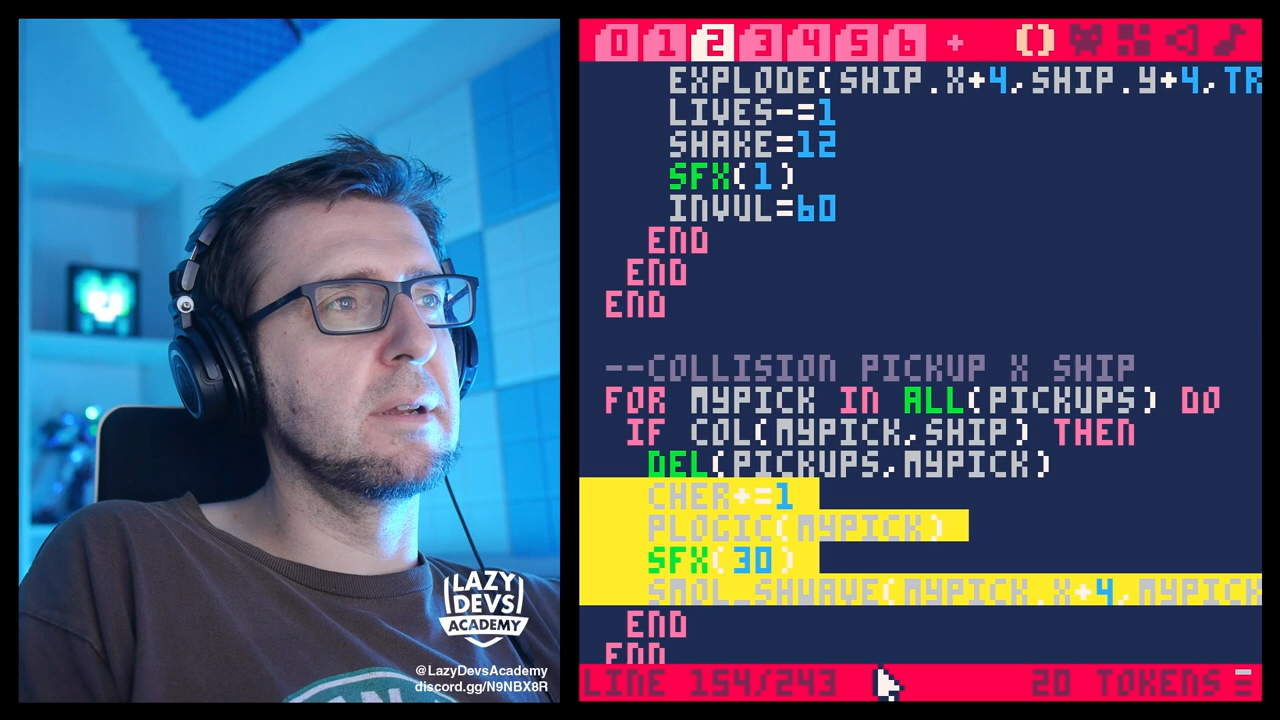 LAZY
DEVS
ACADEMY
@LazyDevsAcademy
discord.gg/N9NBX8R
0 1 2 3 4 5 6 + ()
EXPLODE(SHIP.X+4,SHIP.Y+4,TR
LIVES-=1
SHAKE=12
SFX(1)
INVUL=60
END
END
END
--COLLISION PICKUP X SHIP
FOR MYPICK IN ALL(PICKUPS) DO
IF COL(MYPICK,SHIP) THEN
DEL(PICKUPS,MYPICK)
CHER+=1
PLOGIC(MYPICK)
SFX(30)
SMOL_SHWAVE(MYPICK.X+4,MYPICK
END
END
LINE 154/243 20 TOKENS